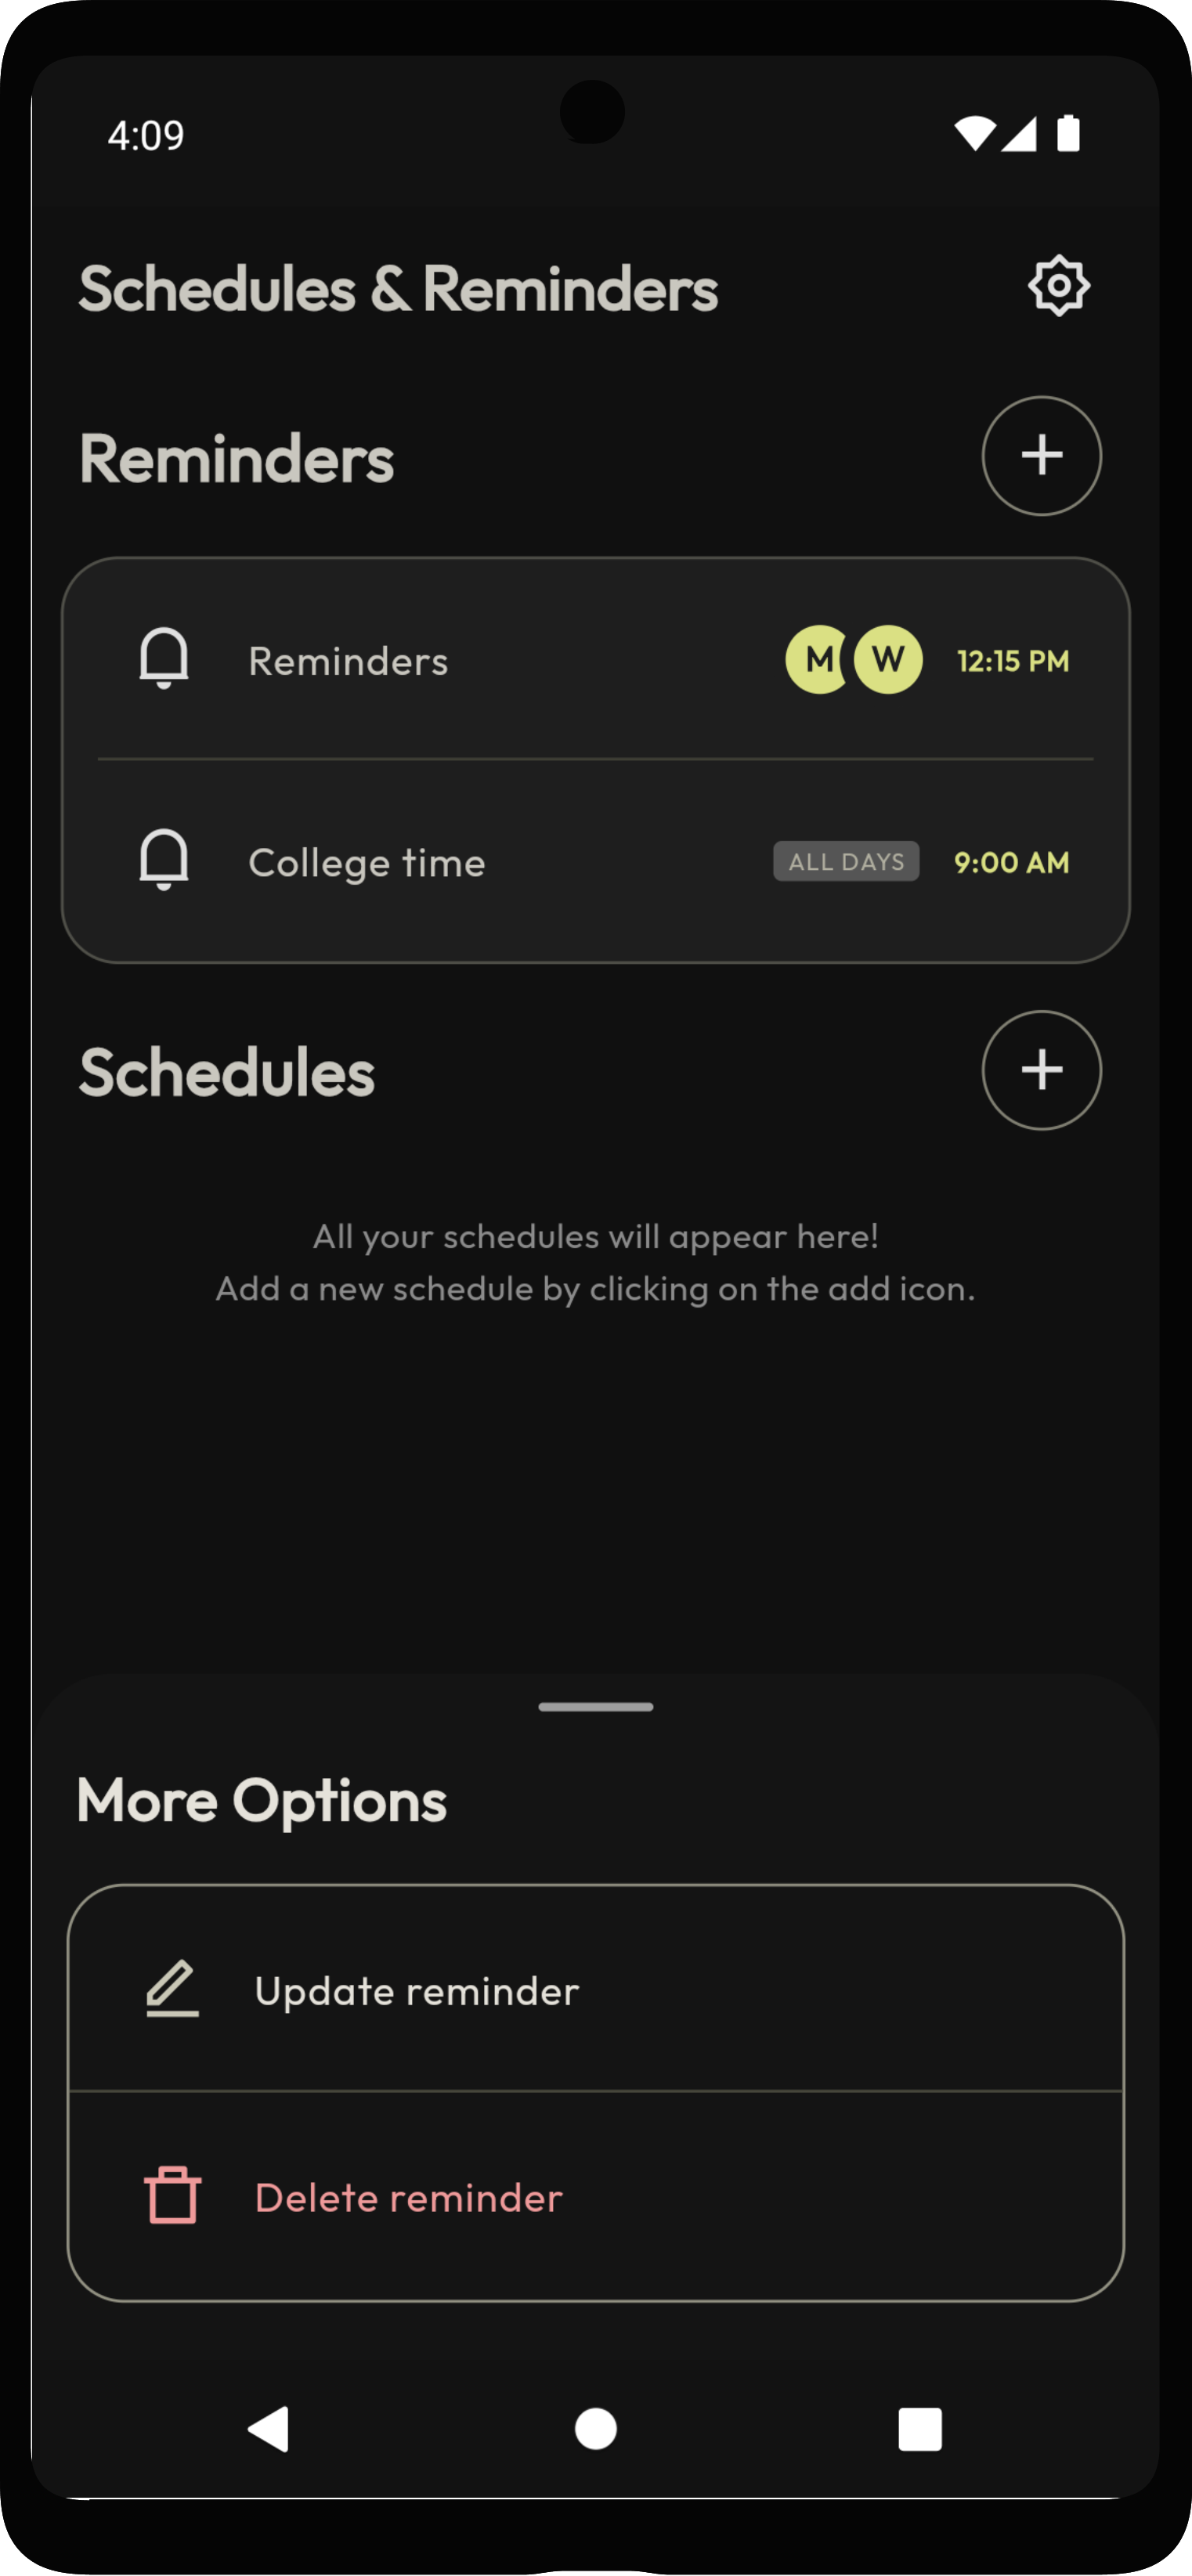 4:09
Schedules & Reminders
Reminders
Reminders M W 12:15 PM
College time ALL DAYS 9:00 AM
Schedules
All your schedules will appear here!
Add a new schedule by clicking on the add icon.
More Options
Update reminder
Delete reminder